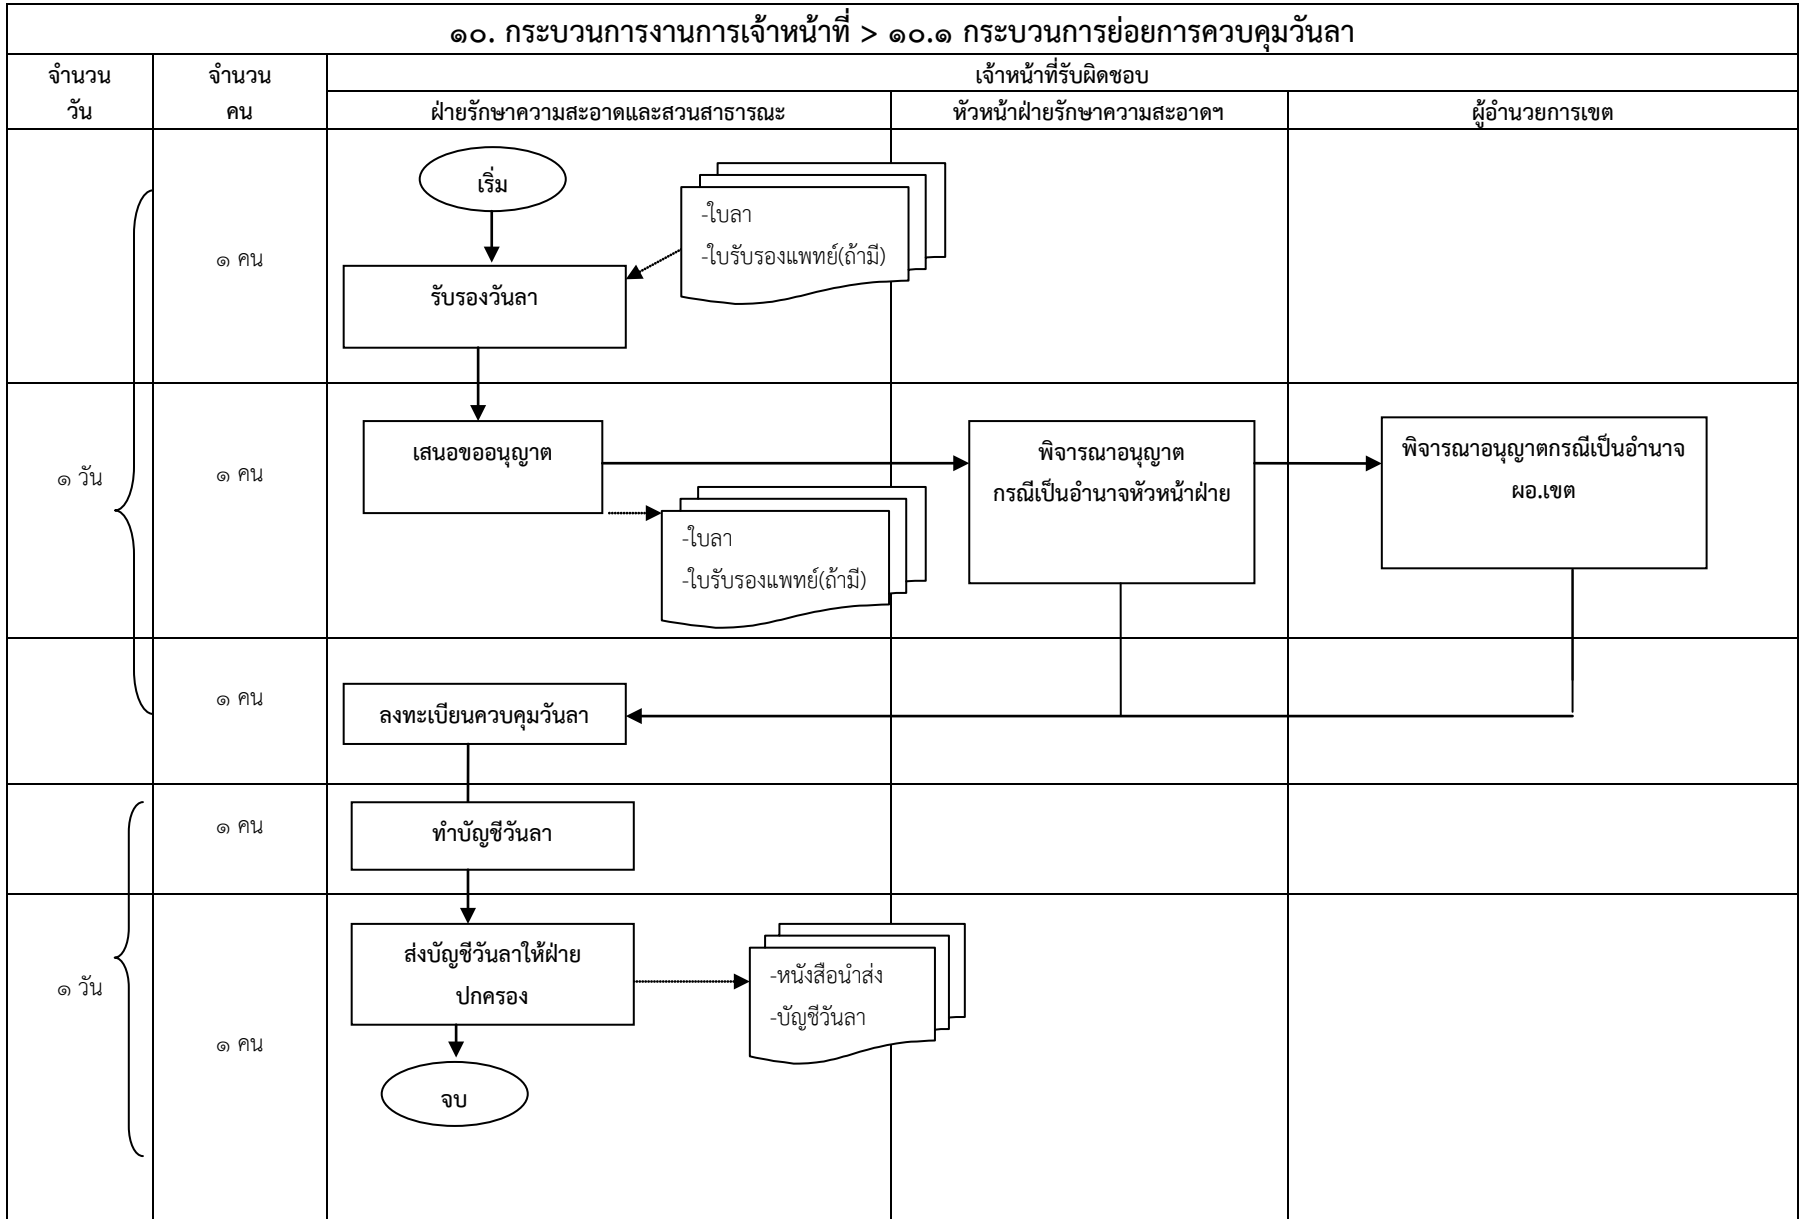 ๑๐. กระบวนการงานการเจ้าหน้าที่ > ๑๐.๑ กระบวนการย่อยการควบคุมวันลา
จำนวน
วัน
จำนวน
คน
เจ้าหน้าที่รับผิดชอบ
ฝ่ายรักษาความสะอาดและสวนสาธารณะ
หัวหน้าฝ่ายรักษาความสะอาดฯ
ผู้อำนวยการเขต
เริ่ม
-ใบลา
-ใบรับรองแพทย์(ถ้ามี)
๑ คน
รับรองวันลา
๑ วัน
๑ คน
เสนอขออนุญาต
พิจารณาอนุญาต
กรณีเป็นอำนาจหัวหน้าฝ่าย
พิจารณาอนุญาตกรณีเป็นอำนาจ
ผอ.เขต
-ใบลา
-ใบรับรองแพทย์(ถ้ามี)
๑ คน
ลงทะเบียนควบคุมวันลา
๑ คน
ทำบัญชีวันลา
๑ วัน
๑ คน
ส่งบัญชีวันลาให้ฝ่าย
ปกครอง
-หนังสือนำส่ง
-บัญชีวันลา
จบ